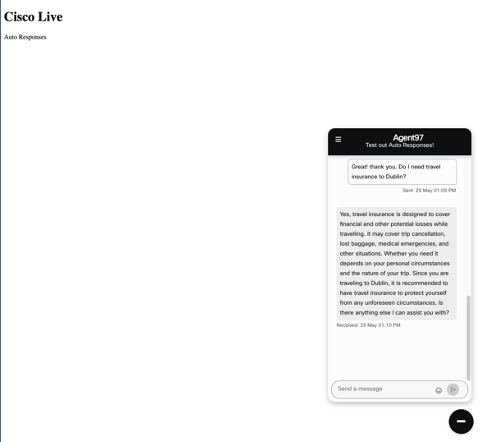 Cisco Live
Auto Responses
Agent97
Test out Auto Responses!
Great! thank you. Do I need travel
insurance to Dublin?
Sent 29 May 01:09 PM
Yes, travel insurance is designed to cover
financial and other potential losses while
travelling. It may cover trip cancellation,
lost baggage, medical emergencies, and
other situations. Whether you need it
depends on your personal circumstances
and the nature of your trip. Since you are
traveling to Dublin, it is recommended to
have travel insurance to protect yourself
from any unforeseen circumstances. Is
there anything else I can assist you with?
Received 29 May 01:10 PM
Send a message